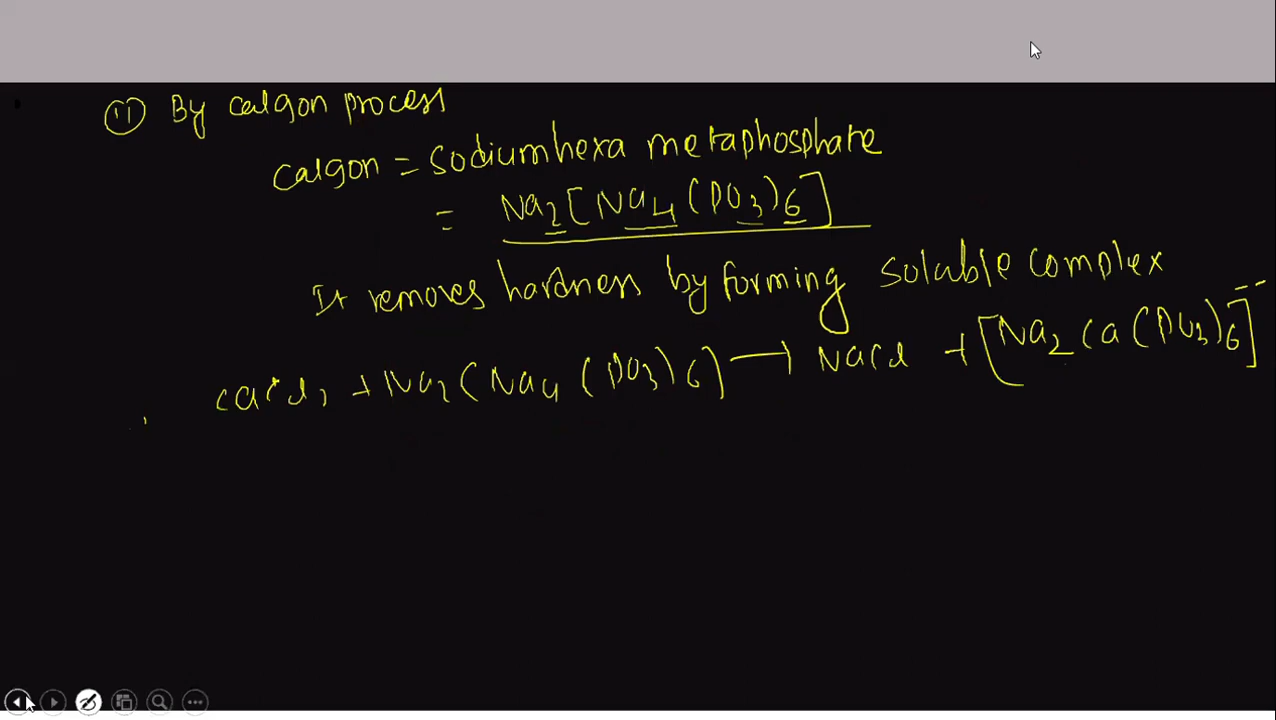 (11) By calgon process
calgon = sodiumhexa metaphosphate
= Na2[Na4(PO3)6]
It removes hardness by forming soluble complex
CaCl2 + Na2(Na4(PO3)6] → NaCl + [Na2Ca(PO3)6]--